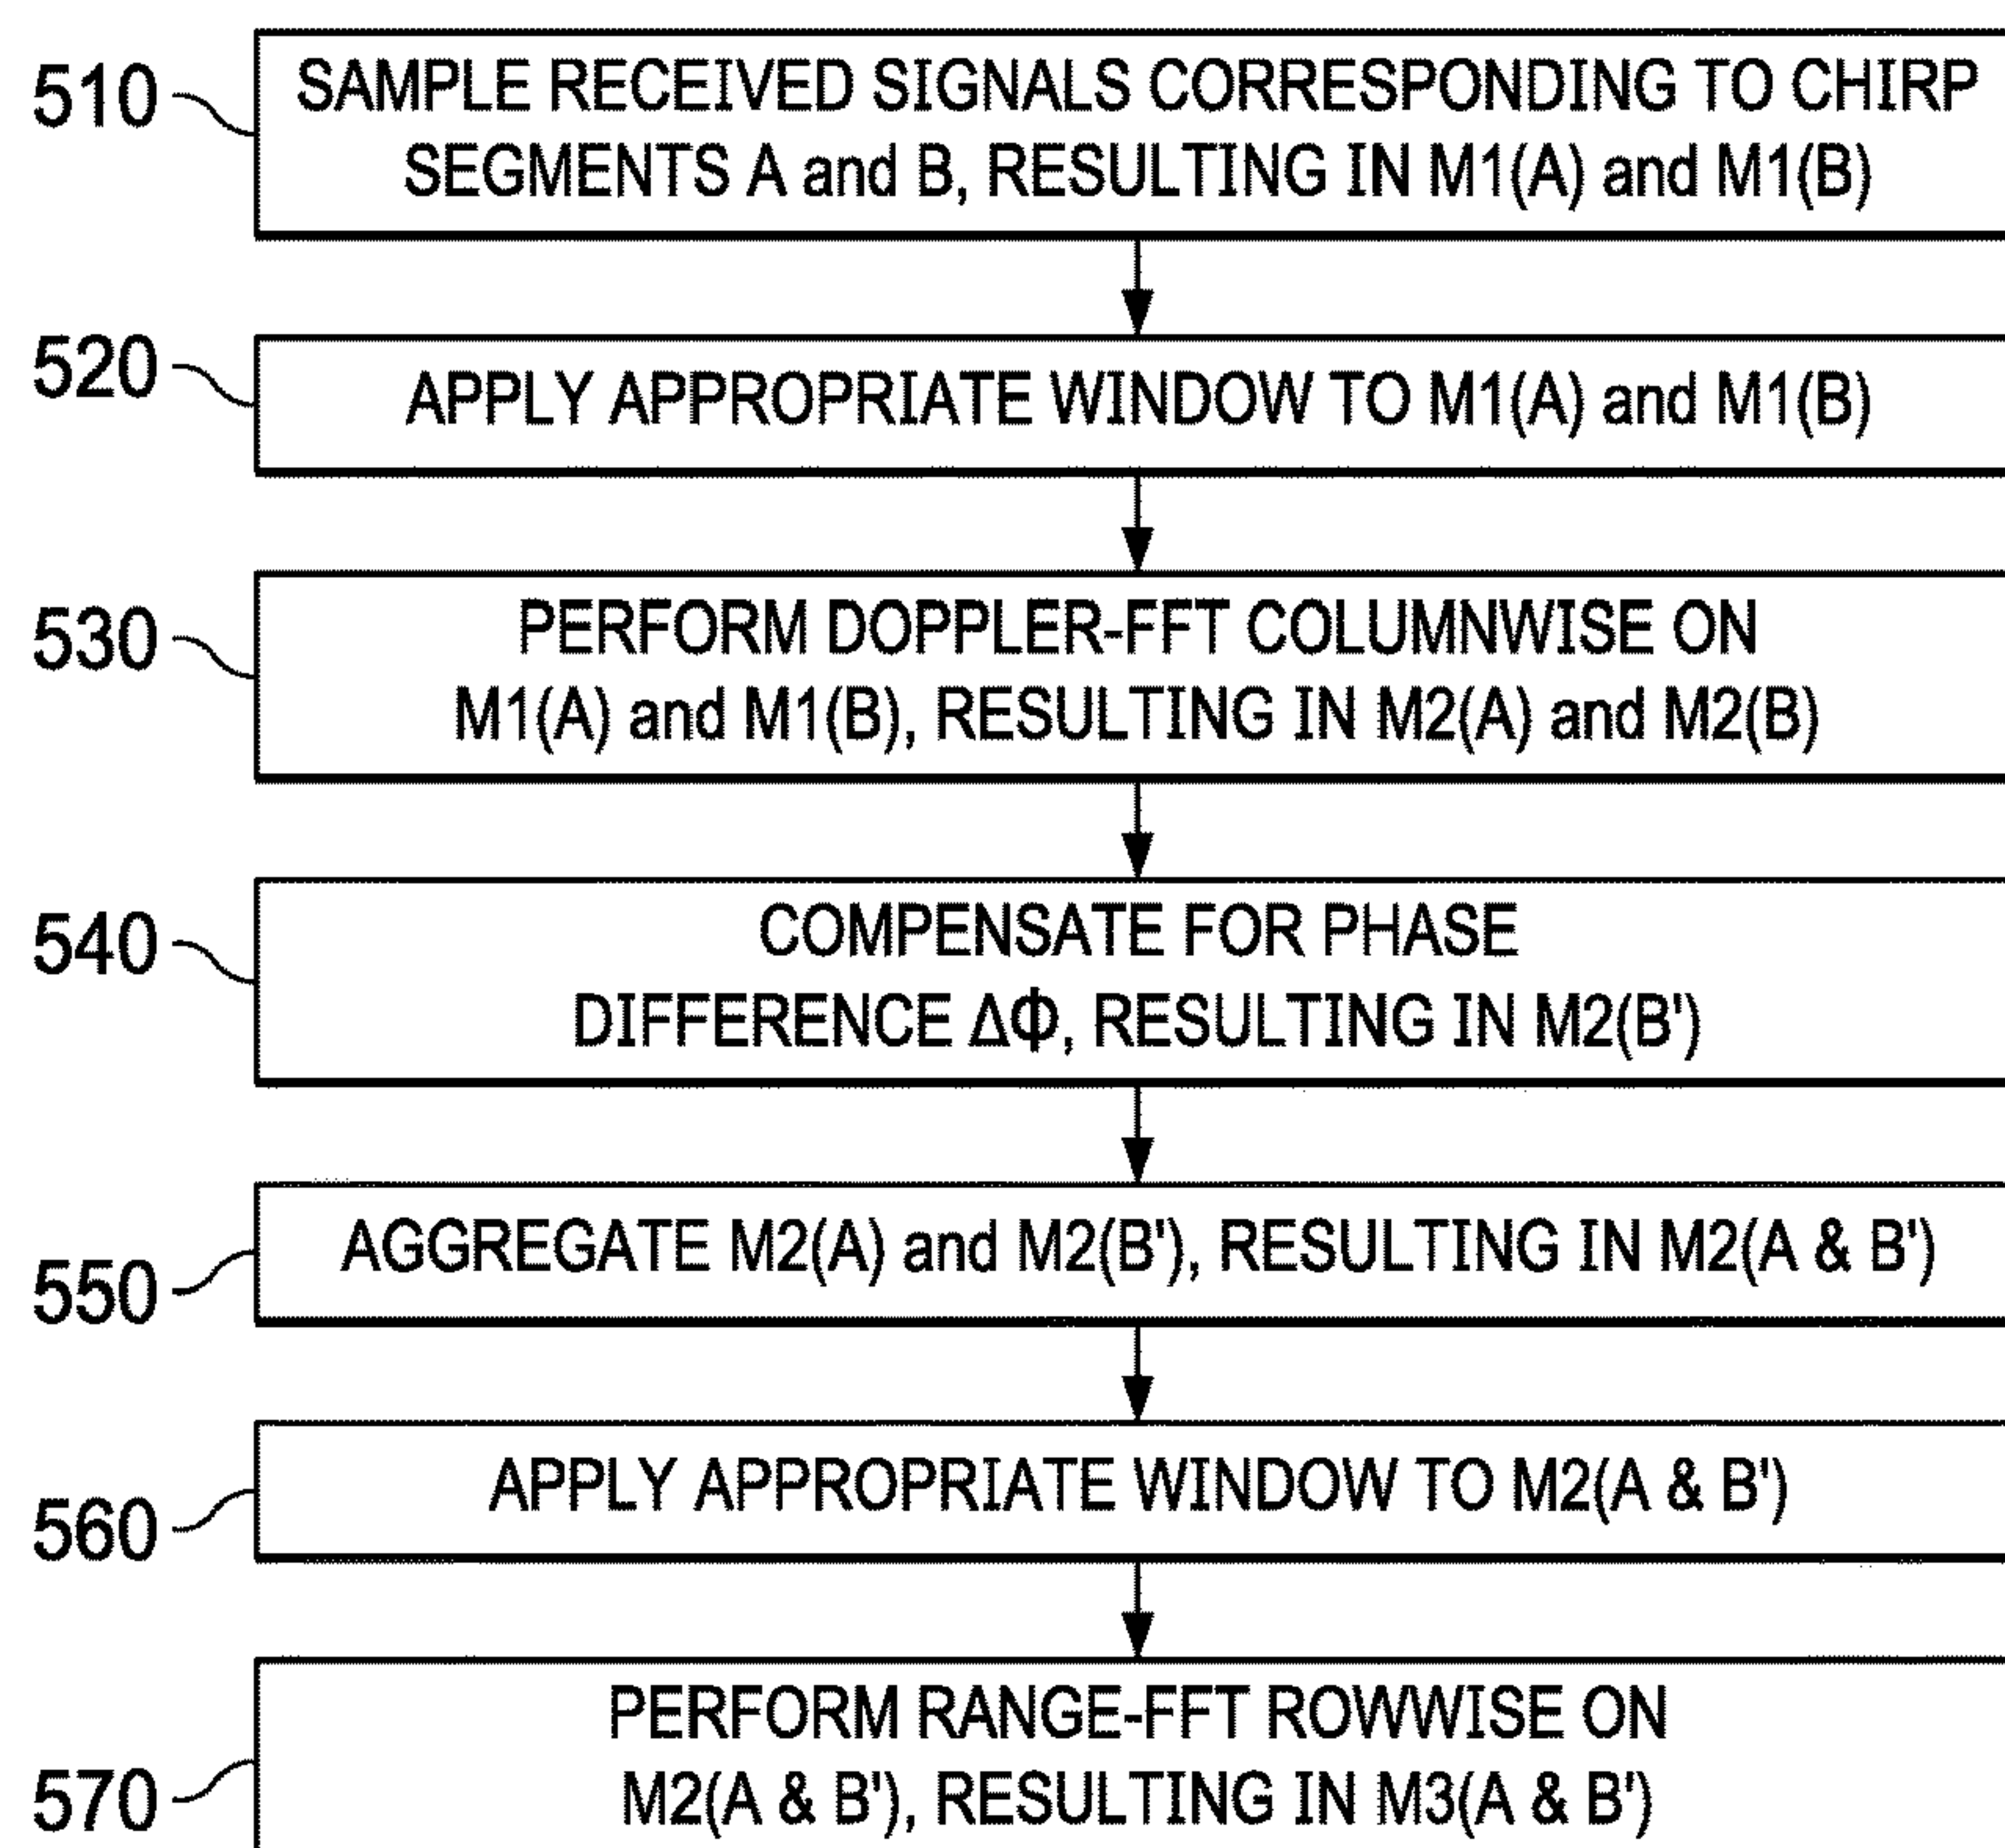 510
SAMPLE RECEIVED SIGNALS CORRESPONDING TO CHIRP
SEGMENTS A and B, RESULTING IN M1(A) and M1(B)
520
APPLY APPROPRIATE WINDOW TO M1(A) and M1(B)
530
PERFORM DOPPLER-FFT COLUMNWISE ON
M1(A) and M1(B), RESULTING IN M2(A) and M2(B)
540
COMPENSATE FOR PHASE
DIFFERENCE ΔΦ, RESULTING IN M2(B')
550
AGGREGATE M2(A) and M2(B'), RESULTING IN M2(A & B')
560
APPLY APPROPRIATE WINDOW TO M2(A & B')
570
PERFORM RANGE-FFT ROWWISE ON
M2(A & B'), RESULTING IN M3(A & B')